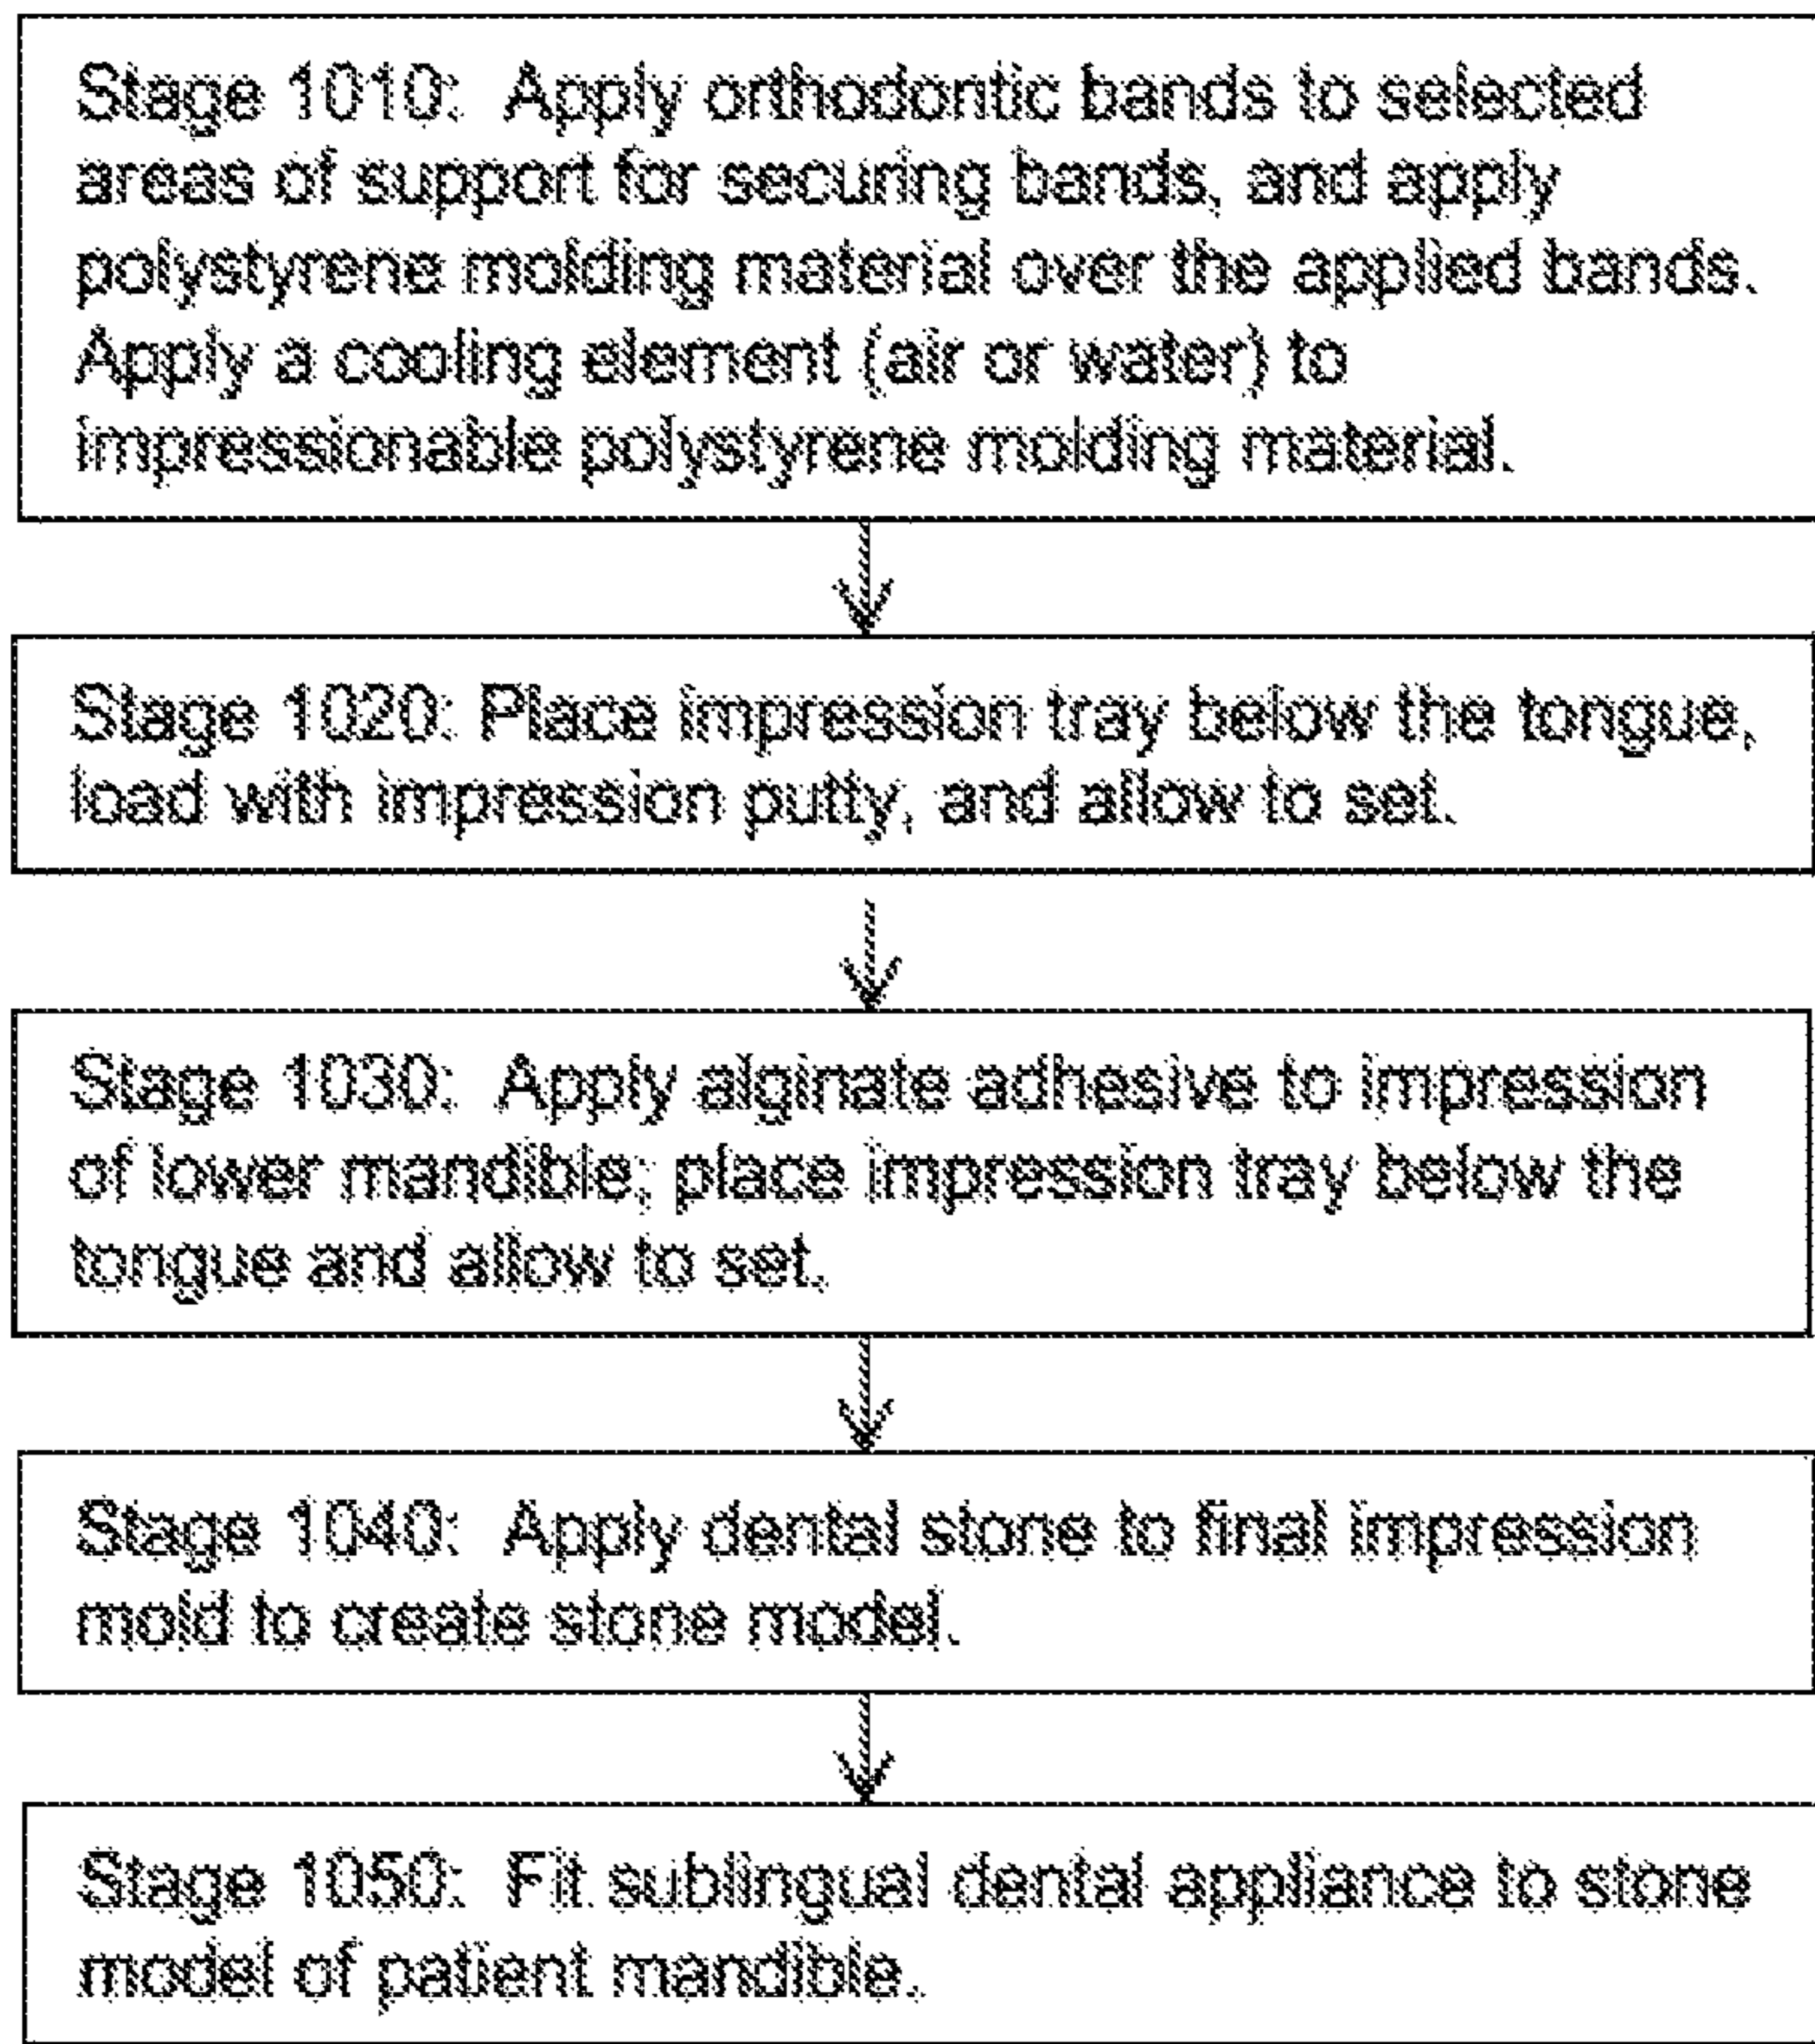 Stage 1010:  Apply orthodontic bands to selected
areas of support for securing bands, and apply
polystyrene molding material over the applied bands.
Apply a cooling element (air or water) to
impressionable polystyrene molding material.
Stage 1020: Place impression tray below the tongue,
load with impression putty, and allow to set.
Stage 1030:  Apply alginate adhesive to impression
of lower mandible; place impression tray below the
tongue and allow to set.
Stage 1040:  Apply dental stone to final impression
mold to create stone model.
Stage 1050:  Fit sublingual dental appliance to stone
model of patient mandible.